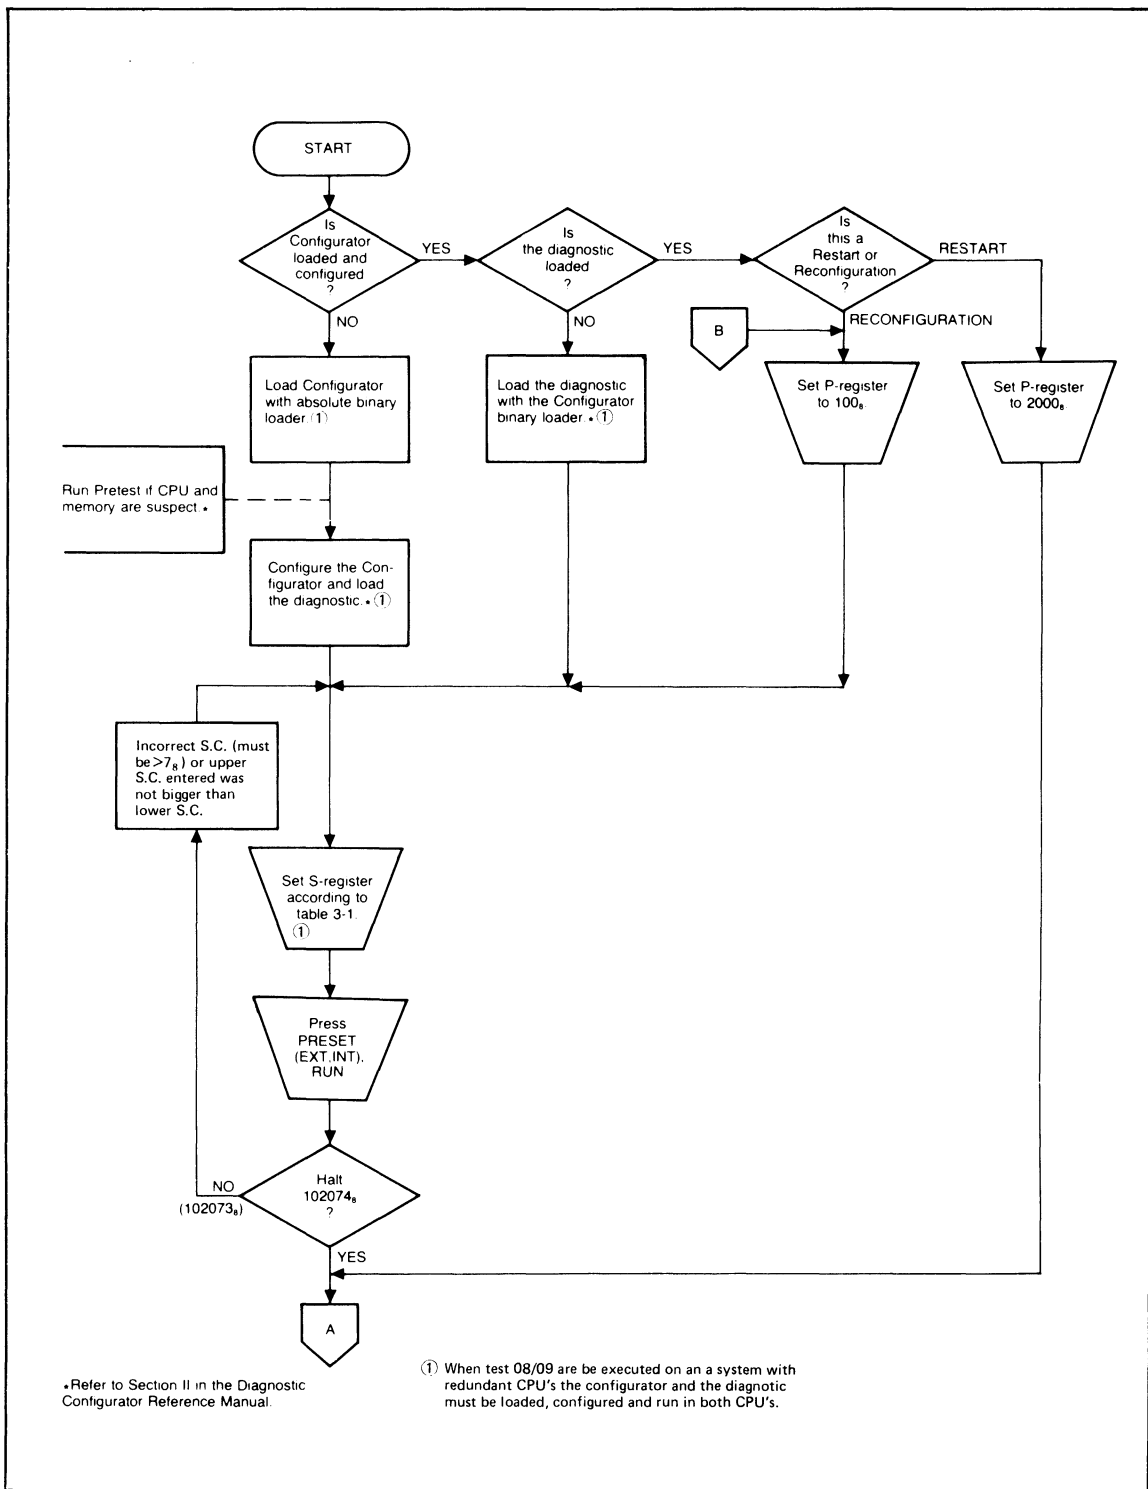 START
Is
Configurator
loaded and
configured
?
YES
Is
the diagnostic
loaded
?
YES
Is
this a
Restart or
Reconfiguration
?
RESTART
NO
NO
B
RECONFIGURATION
Load Configurator
with absolute binary
loader. (1)
Load the diagnostic
with the Configurator
binary loader.* ①
Set P-register
to 100₈.
Set P-register
to 2000₈.
Run Pretest if CPU and
memory are suspect.*
Configure the Con-
figurator and load
the diagnostic.* ①
Incorrect S.C. (must
be >7₈) or upper
S.C. entered was
not bigger than
lower S.C.
Set S-register
according to
table 3-1.
①
Press
PRESET
(EXT.INT).
RUN
Halt
102074₈
?
NO
(102073₈)
YES
A
*Refer to Section II in the Diagnostic
Configurator Reference Manual.
① When test 08/09 are be executed on an a system with
redundant CPU's the configurator and the diagnotic
must be loaded, configured and run in both CPU's.